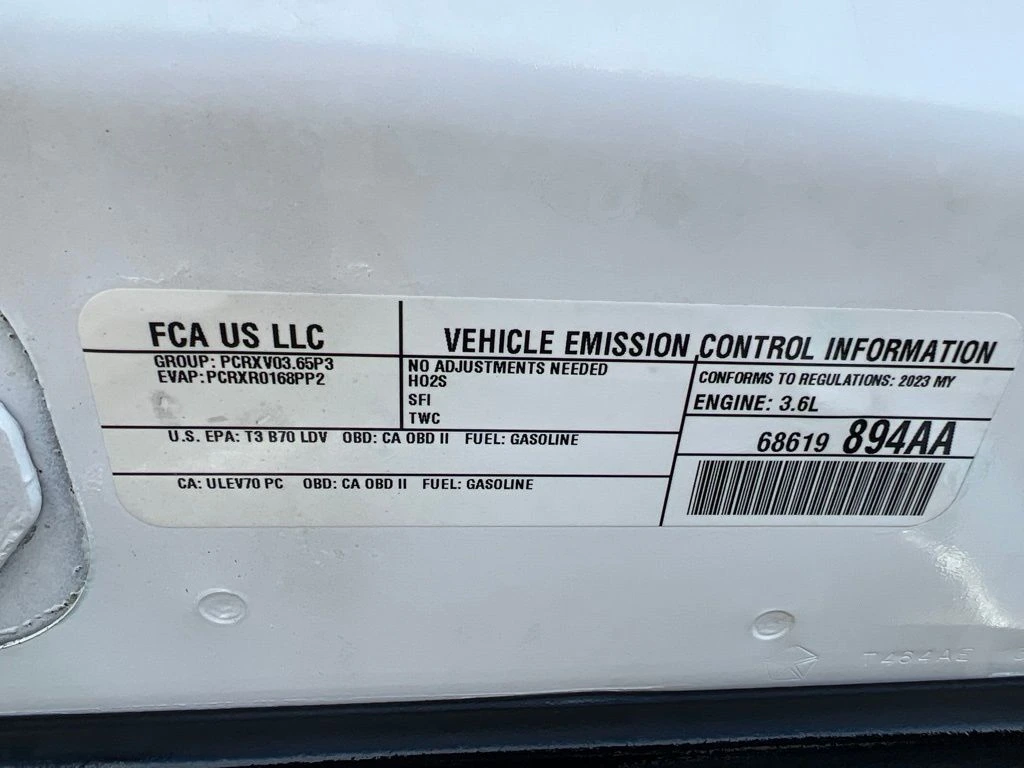 FCA US LLC
VEHICLE EMISSION CONTROL INFORMATION
GROUP: PCRXV03.65P3
EVAP:PCRXR0168PP2
NO ADJUSTMENTS NEEDED
HO2S
SFI
TWC
CONFORMS TO REGULATIONS: 2023 MY
ENGINE: 3.6L
U.S. EPA: T3 B70 LDV OBD: CA OBD II FUEL: GASOLINE
68619 894AA
CA: ULEV70 PC OBD: CA OBD II FUEL: GASOLINE
T464AE